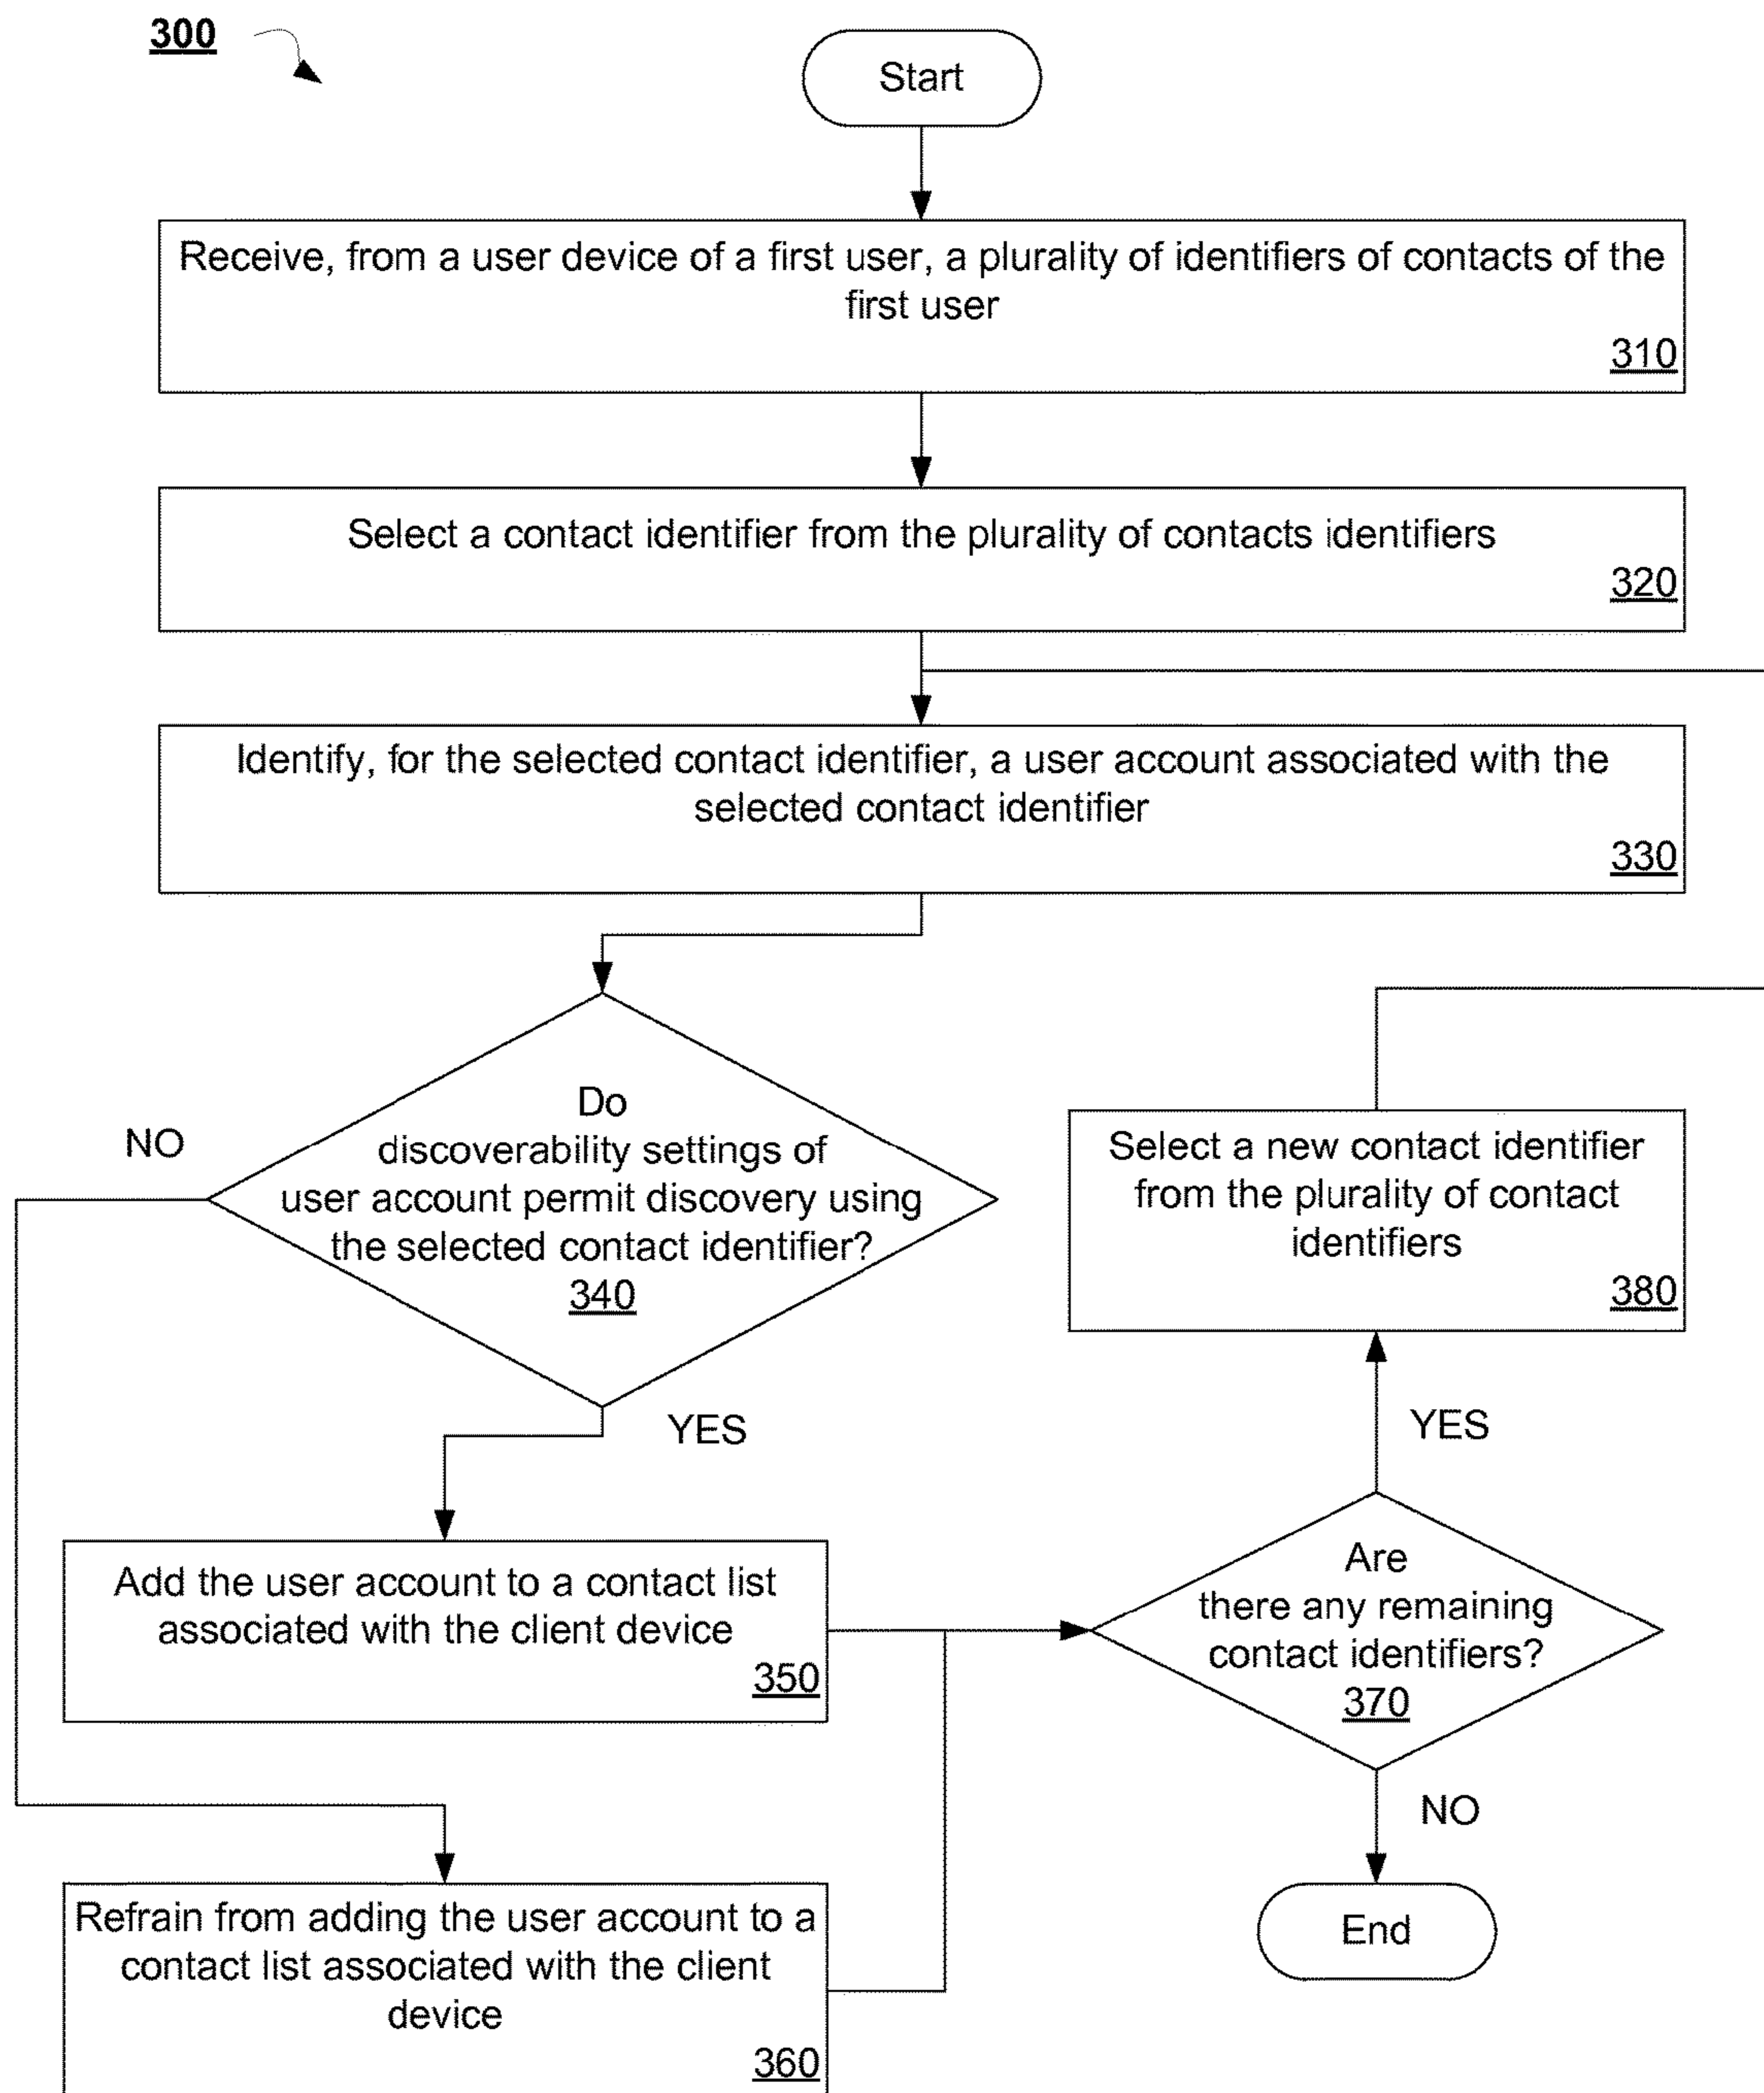 300
Start
Receive, from a user device of a first user, a plurality of identifiers of contacts of the
first user
310
Select a contact identifier from the plurality of contacts identifiers
320
Identify, for the selected contact identifier, a user account associated with the
selected contact identifier
330
Do
discoverability settings of
user account permit discovery using
the selected contact identifier?
340
NO
YES
Add the user account to a contact list
associated with the client device
350
Refrain from adding the user account to a
contact list associated with the client
device
360
Are
there any remaining
contact identifiers?
370
YES
Select a new contact identifier
from the plurality of contact
identifiers
380
NO
End